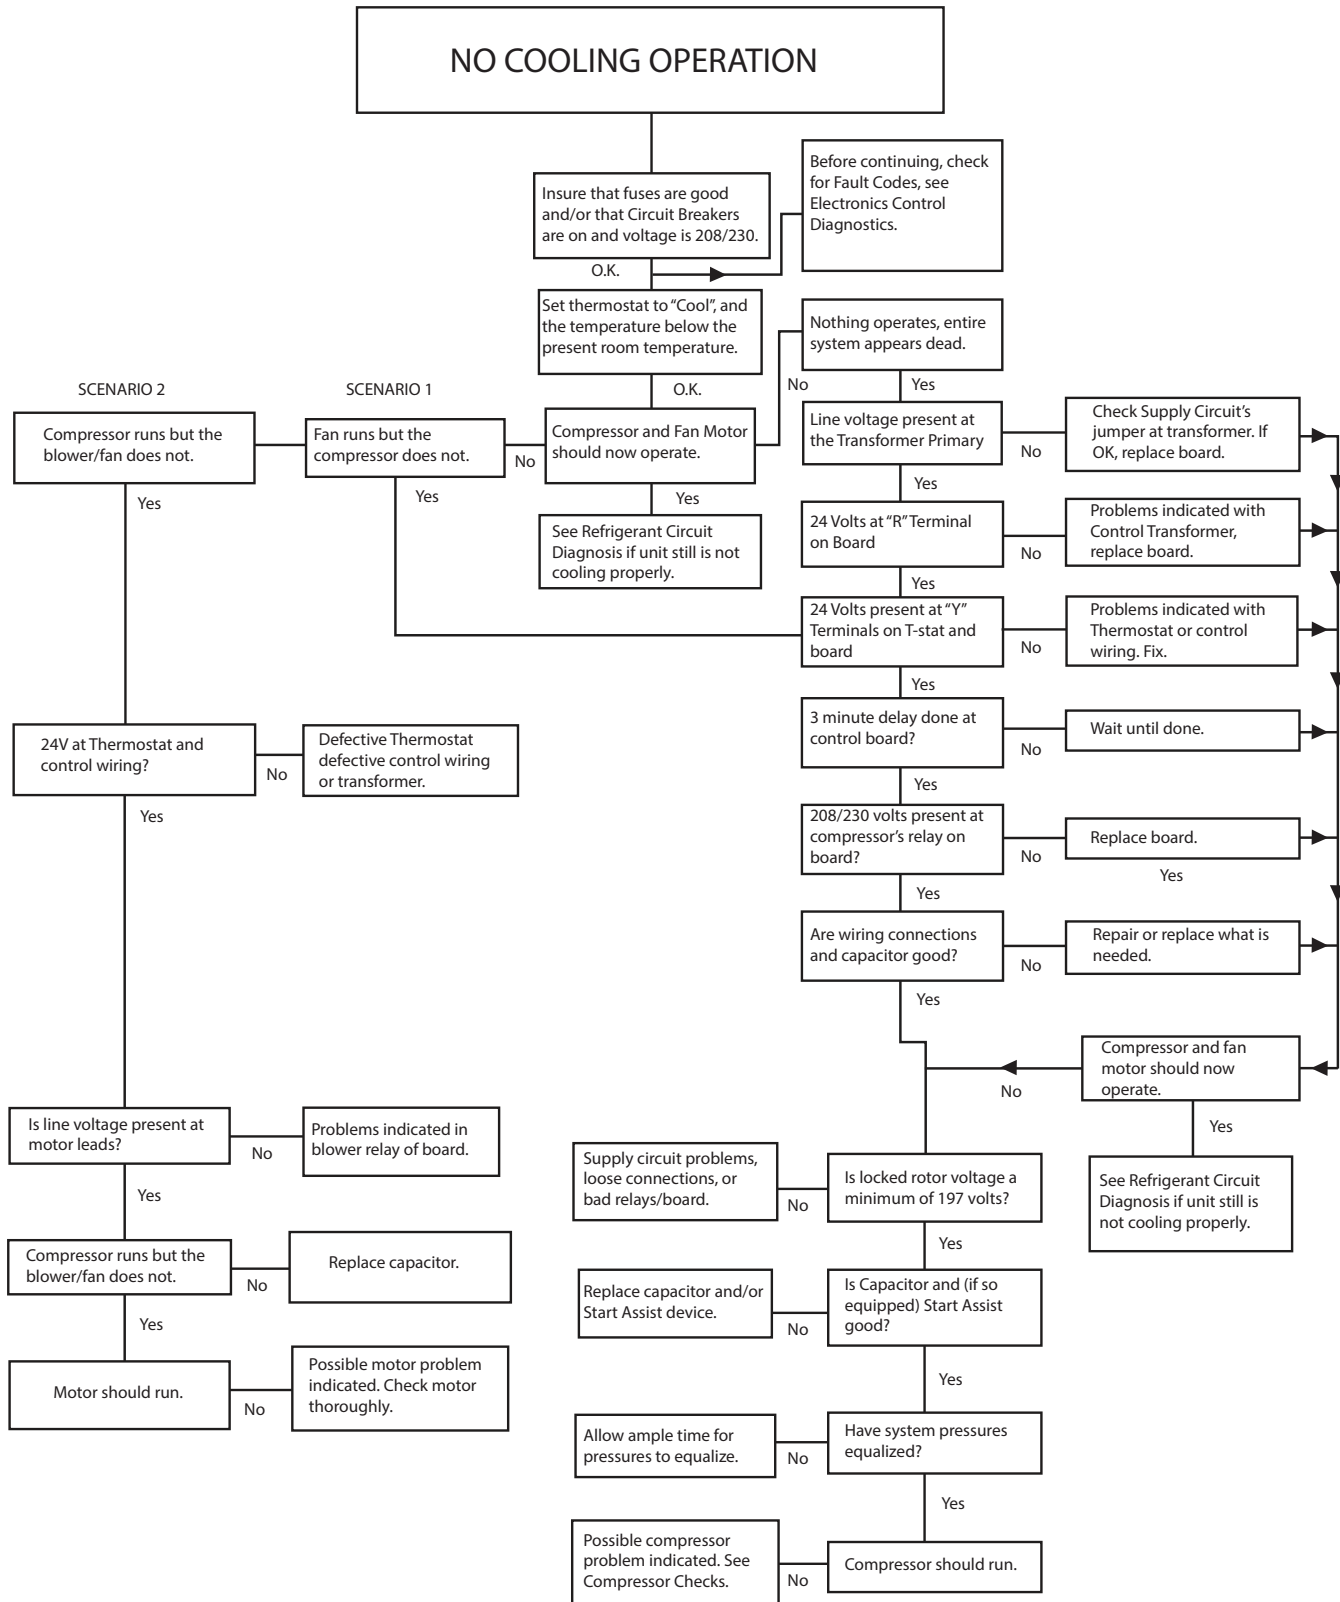 NO COOLING OPERATION
Before continuing, check
for Fault Codes, see
Electronics Control
Diagnostics.
Insure that fuses are good
and/or that Circuit Breakers
are on and voltage is 208/230.
O.K.
Set thermostat to “Cool”, and
the temperature below the
present room temperature.
Nothing operates, entire
system appears dead.
SCENARIO 2
SCENARIO 1
O.K.
No
Yes
Compressor runs but the
blower/fan does not.
Fan runs but the
compressor does not.
No
Compressor and Fan Motor
should now operate.
Line voltage present at
the Transformer Primary
No
Check Supply Circuit’s
jumper at transformer. If
OK, replace board.
Yes
Yes
Yes
Yes
See Refrigerant Circuit
Diagnosis if unit still is not
cooling properly.
24 Volts at “R” Terminal
on Board
No
Problems indicated with
Control Transformer,
replace board.
Yes
24 Volts present at “Y”
Terminals on T-stat and
board
No
Problems indicated with
Thermostat or control
wiring. Fix.
Yes
3 minute delay done at
control board?
No
Wait until done.
24V at Thermostat and
control wiring?
No
Defective Thermostat
defective control wiring
or transformer.
Yes
Yes
208/230 volts present at
compressor’s relay on
board?
No
Replace board.
Yes
Yes
Are wiring connections
and capacitor good?
No
Repair or replace what is
needed.
Yes
Compressor and fan
motor should now
operate.
No
Yes
Is line voltage present at
motor leads?
No
Problems indicated in
blower relay of board.
Yes
Supply circuit problems,
loose connections, or
bad relays/board.
No
Is locked rotor voltage a
minimum of 197 volts?
See Refrigerant Circuit
Diagnosis if unit still is
not cooling properly.
Yes
Compressor runs but the
blower/fan does not.
No
Replace capacitor.
Yes
Replace capacitor and/or
Start Assist device.
No
Is Capacitor and (if so
equipped) Start Assist
good?
Yes
Motor should run.
No
Possible motor problem
indicated. Check motor
thoroughly.
Allow ample time for
pressures to equalize.
No
Have system pressures
equalized?
Yes
Possible compressor
problem indicated. See
Compressor Checks.
No
Compressor should run.